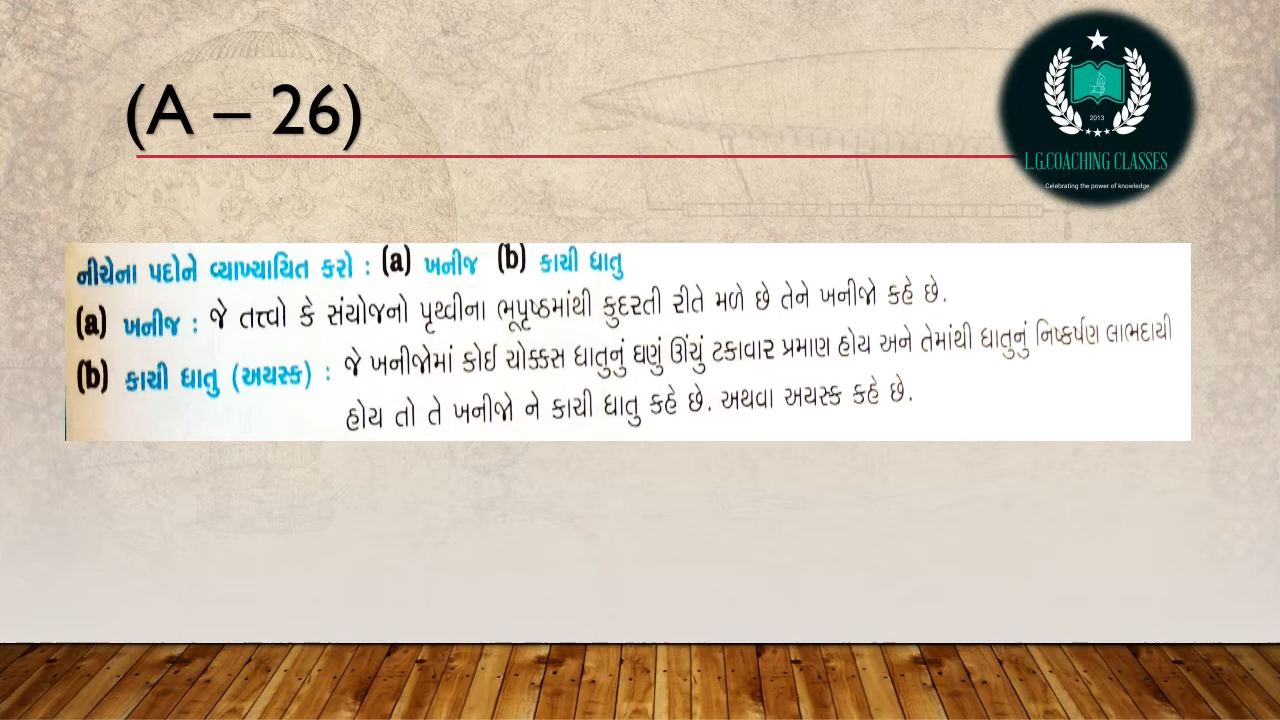 (A – 26)
2013
L.G.COACHING CLASSES
Celebrating the power of knowledge
નીચેના પદોને વ્યાખ્યાયિત કરો : (a) ખનીજ (b) કાચી ધાતુ
(a) ખનીજ : જે તત્ત્વો કે સંયોજનો પૃથ્વીના ભૂપૃષ્ઠમાંથી કુદરતી રીતે મળે છે તેને ખનીજો કહે છે.
(b) કાચી ધાતુ (અયસ્ક) : જે ખનીજોમાં કોઈ ચોક્કસ ધાતુનું ઘણું ઊંચું ટકાવાર પ્રમાણ હોય અને તેમાંથી ધાતુનું નિષ્કર્ષણ લાભદાયી
હોય તો તે ખનીજો ને કાચી ધાતુ કહે છે. અથવા અયસ્ક કહે છે.